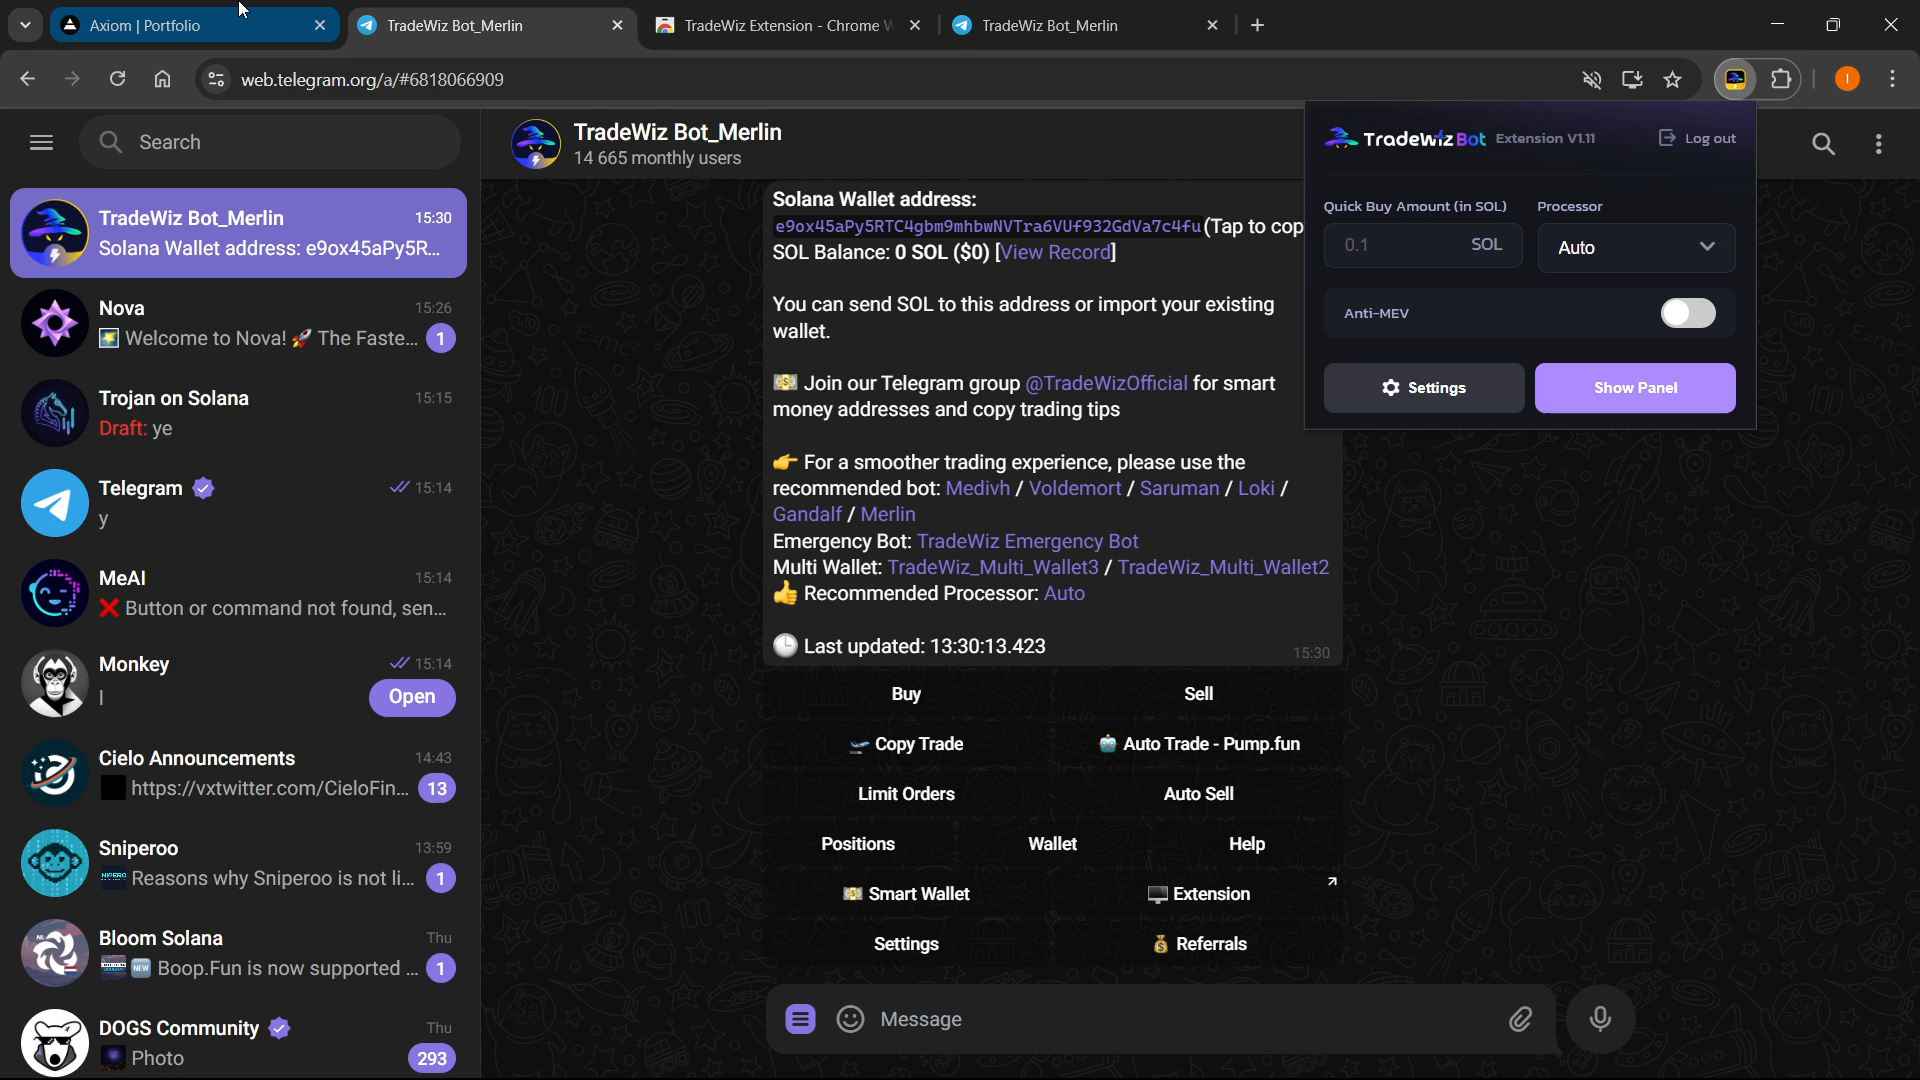 Axiom | Portfolio
TradeWiz Bot_Merlin
TradeWiz Extension - Chrome W
TradeWiz Bot_Merlin
web.telegram.org/a/#6818066909
I
Search
TradeWiz Bot_Merlin
15:30
Solana Wallet address: e9ox45aPy5R...
Nova
15:26
Welcome to Nova! 🚀 The Faste...
1
Trojan on Solana
15:15
Draft: ye
Telegram
15:14
y
MeAI
15:14
❌ Button or command not found, sen...
Monkey
15:14
I
Open
Cielo Announcements
14:43
https://vxtwitter.com/CieloFin...
13
Sniperoo
13:59
Reasons why Sniperoo is not li...
1
Bloom Solana
Thu
🆕 Boop.Fun is now supported ...
1
DOGS Community
Thu
Photo
293
TradeWiz Bot_Merlin
14 665 monthly users
Solana Wallet address:
e9ox45aPy5RTC4gbm9mhbwNVTra6VUf932GdVa7c4fu(Tap to cop
SOL Balance: 0 SOL ($0) [View Record]
You can send SOL to this address or import your existing
wallet.
💵 Join our Telegram group @TradeWizOfficial for smart
money addresses and copy trading tips
👉 For a smoother trading experience, please use the
recommended bot: Medivh / Voldemort / Saruman / Loki /
Gandalf / Merlin
Emergency Bot: TradeWiz Emergency Bot
Multi Wallet: TradeWiz_Multi_Wallet3 / TradeWiz_Multi_Wallet2
👍 Recommended Processor: Auto
🕒 Last updated: 13:30:13.423
15:30
Buy
Sell
🛫 Copy Trade
🤖 Auto Trade - Pump.fun
Limit Orders
Auto Sell
Positions
Wallet
Help
💵 Smart Wallet
🖥 Extension
Settings
💰 Referrals
Message
TradeWizBot Extension V1.11
Log out
Quick Buy Amount (in SOL)
Processor
0.1
SOL
Auto
Anti-MEV
Settings
Show Panel